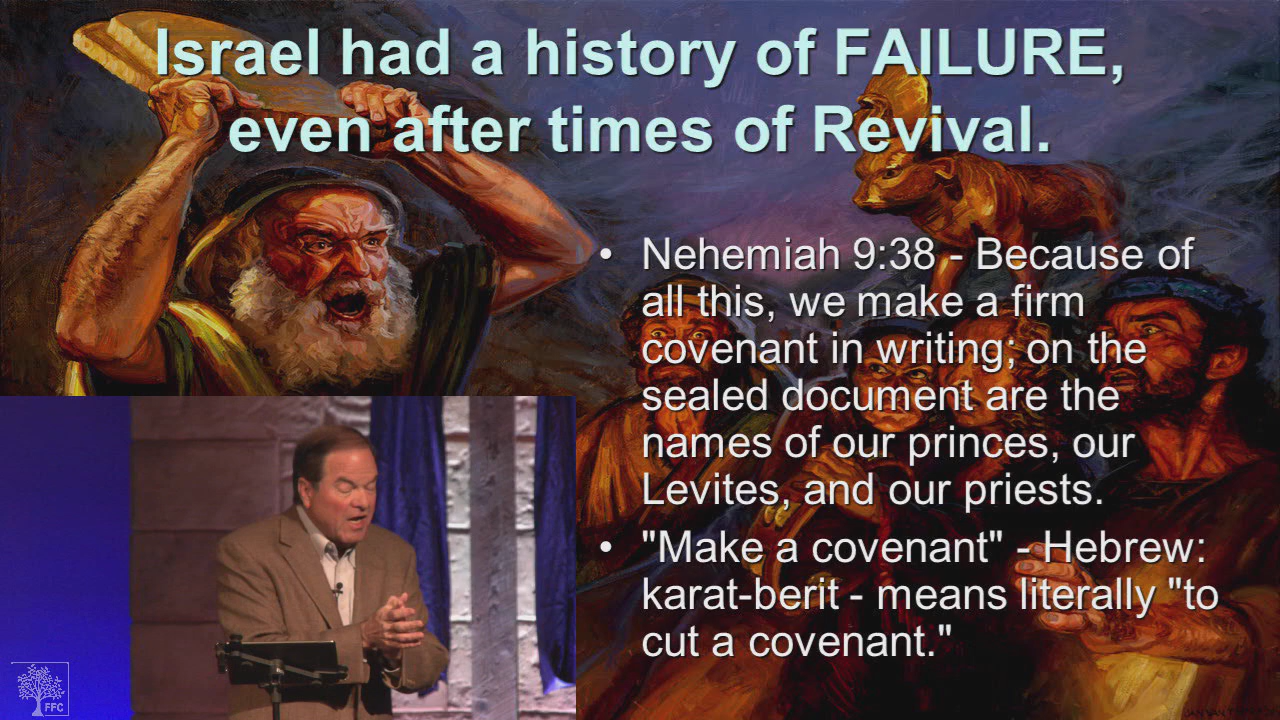 Israel had a history of FAILURE,
even after times of Revival.
• Nehemiah 9:38 - Because of
all this, we make a firm
covenant in writing; on the
sealed document are the
names of our princes, our
Levites, and our priests.
• "Make a covenant" - Hebrew:
karat-berit - means literally "to
cut a covenant."
FFC